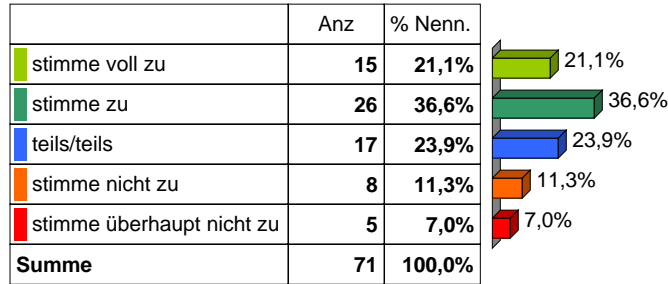 Anz % Nenn.
stimme voll zu 15 21,1% 21,1%
stimme zu 26 36,6% 36,6%
teils/teils 17 23,9% 23,9%
stimme nicht zu 8 11,3% 11,3%
stimme überhaupt nicht zu 5 7,0% 7,0%
Summe 71 100,0%